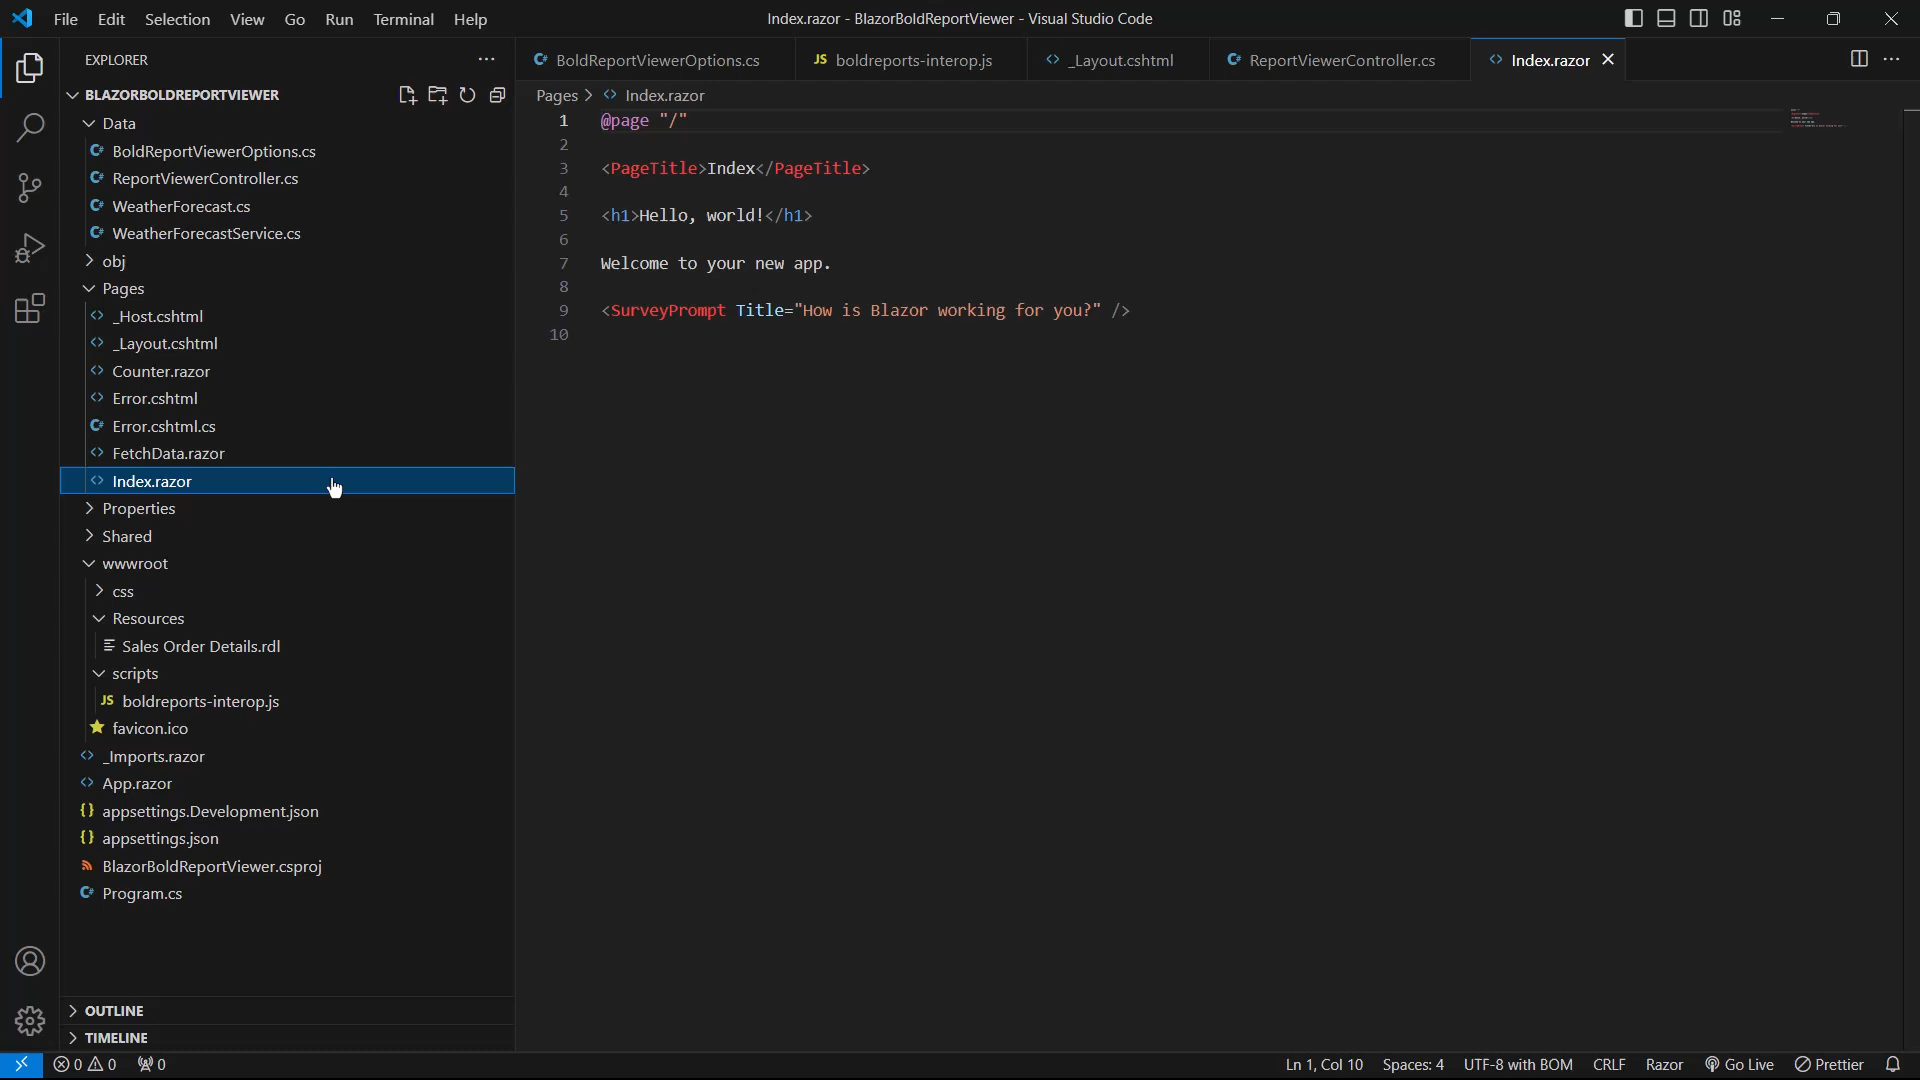 File Edit Selection View Go Run Terminal Help
Index.razor - BlazorBoldReportViewer - Visual Studio Code
EXPLORER
BLAZORBOLDREPORTVIEWER
Data
BoldReportViewerOptions.cs
ReportViewerController.cs
WeatherForecast.cs
WeatherForecastService.cs
obj
Pages
_Host.cshtml
_Layout.cshtml
Counter.razor
Error.cshtml
Error.cshtml.cs
FetchData.razor
Index.razor
Properties
Shared
wwwroot
css
Resources
Sales Order Details.rdl
scripts
JS boldreports-interop.js
favicon.ico
_Imports.razor
App.razor
appsettings.Development.json
appsettings.json
BlazorBoldReportViewer.csproj
Program.cs
OUTLINE
TIMELINE
BoldReportViewerOptions.cs
JS boldreports-interop.js
_Layout.cshtml
ReportViewerController.cs
Index.razor
Pages > Index.razor
1 @page "/"
2
3 <PageTitle>Index</PageTitle>
4
5 <h1>Hello, world!</h1>
6
7 Welcome to your new app.
8
9 <SurveyPrompt Title="How is Blazor working for you?" />
10
0 0 0
Ln 1, Col 10 Spaces: 4 UTF-8 with BOM CRLF Razor Go Live Prettier